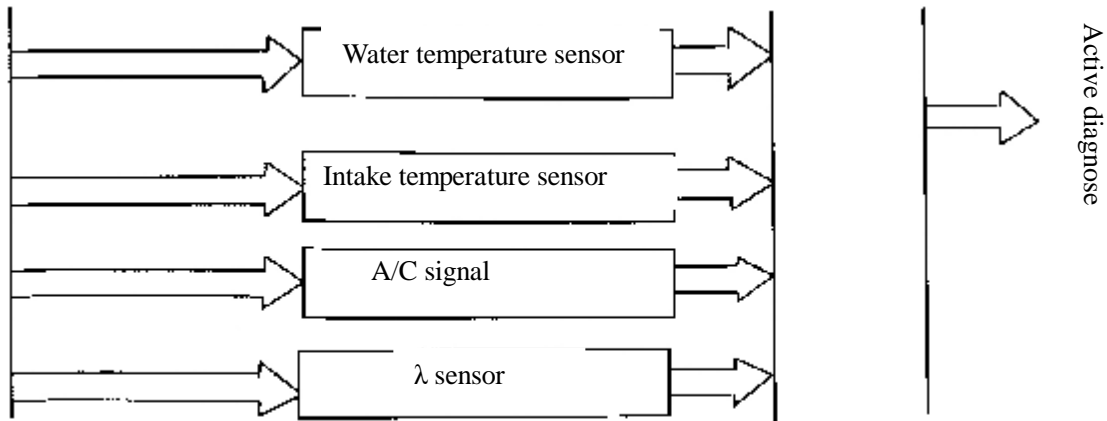 Water temperature sensor
Intake temperature sensor
A/C signal
λ sensor
Active diagnose